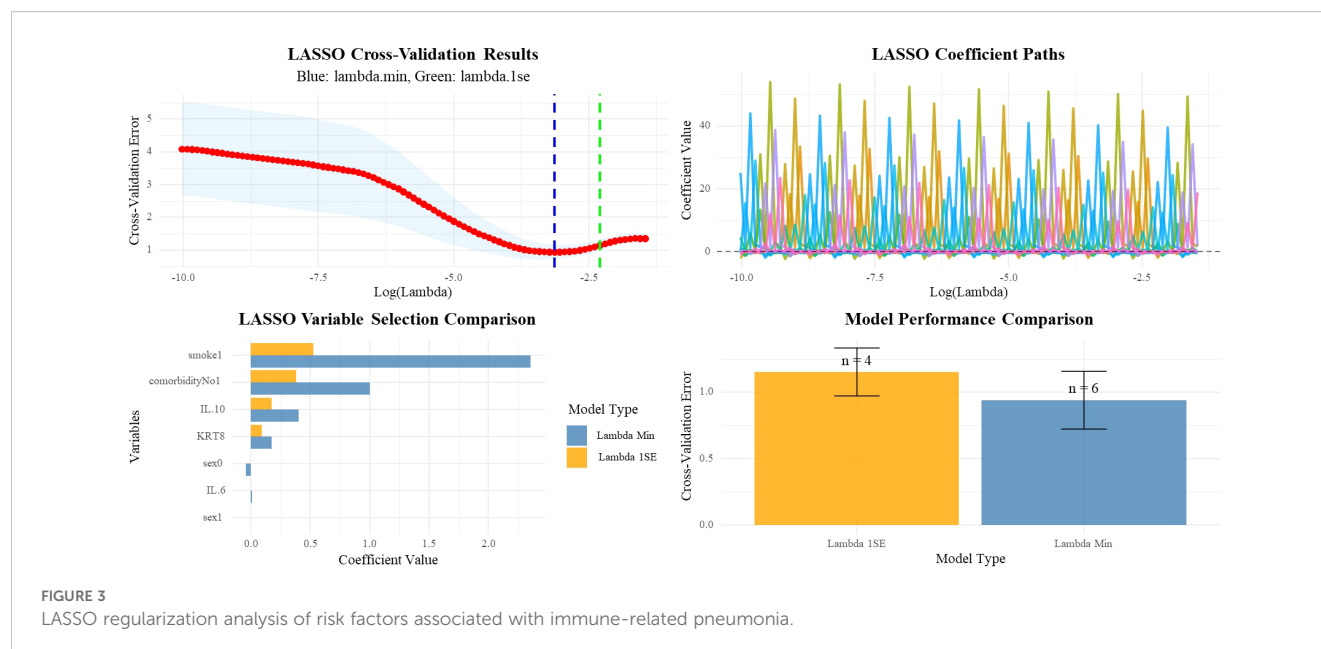 LASSO Cross-Validation Results
Blue: lambda.min, Green: lambda.1se
Cross-Validation Error
5
4
3
2
1
-10.0
-7.5
-5.0
-2.5
Log(Lambda)
LASSO Coefficient Paths
Coefficient Value
40
20
0
-10.0
-7.5
-5.0
-2.5
Log(Lambda)
LASSO Variable Selection Comparison
Variables
smoke1
comorbidityNo1
IL.10
KRT8
sex0
IL.6
sex1
0.0
0.5
1.0
1.5
2.0
Coefficient Value
Model Type
Lambda Min
Lambda 1SE
Model Performance Comparison
Cross-Validation Error
1.0
0.5
0.0
n = 4
n = 6
Lambda 1SE
Lambda Min
Model Type
FIGURE 3
LASSO regularization analysis of risk factors associated with immune-related pneumonia.